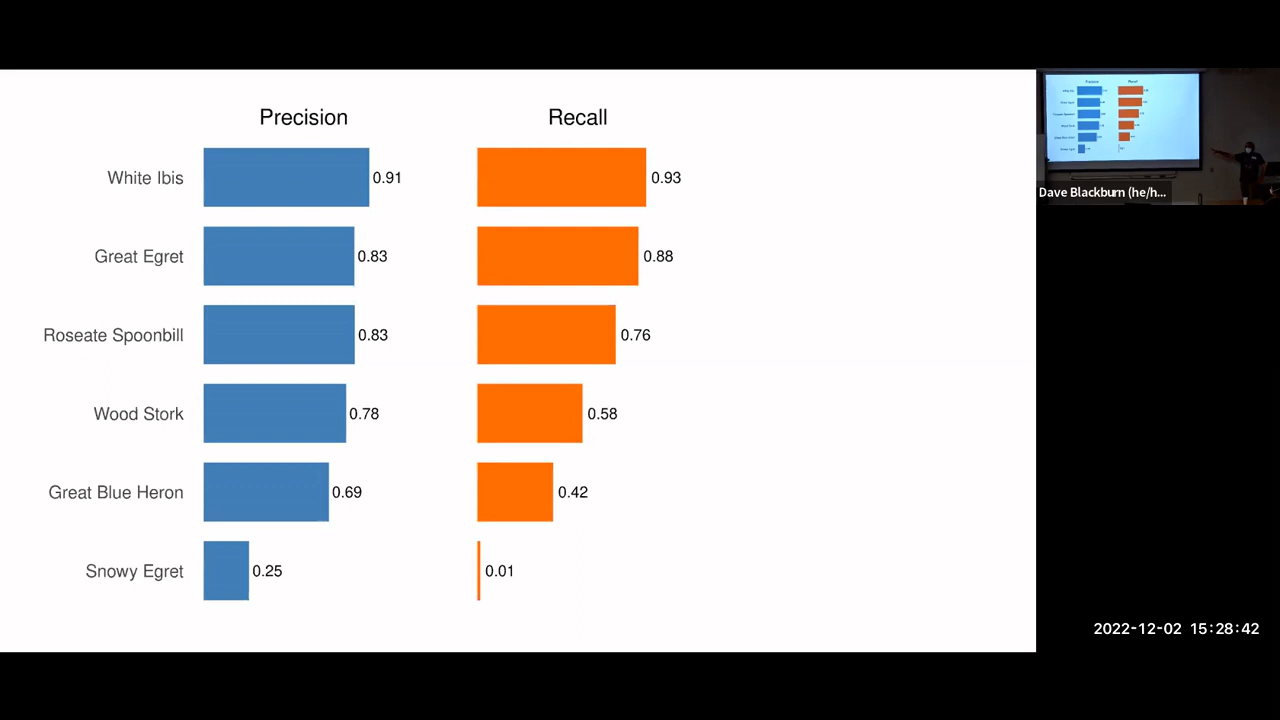 Precision Recall
White Ibis 0.91 0.93
Great Egret 0.83 0.88
Roseate Spoonbill 0.83 0.76
Wood Stork 0.78 0.58
Great Blue Heron 0.69 0.42
Snowy Egret 0.25 0.01
Dave Blackburn (he/h...
2022-12-02 15:28:42